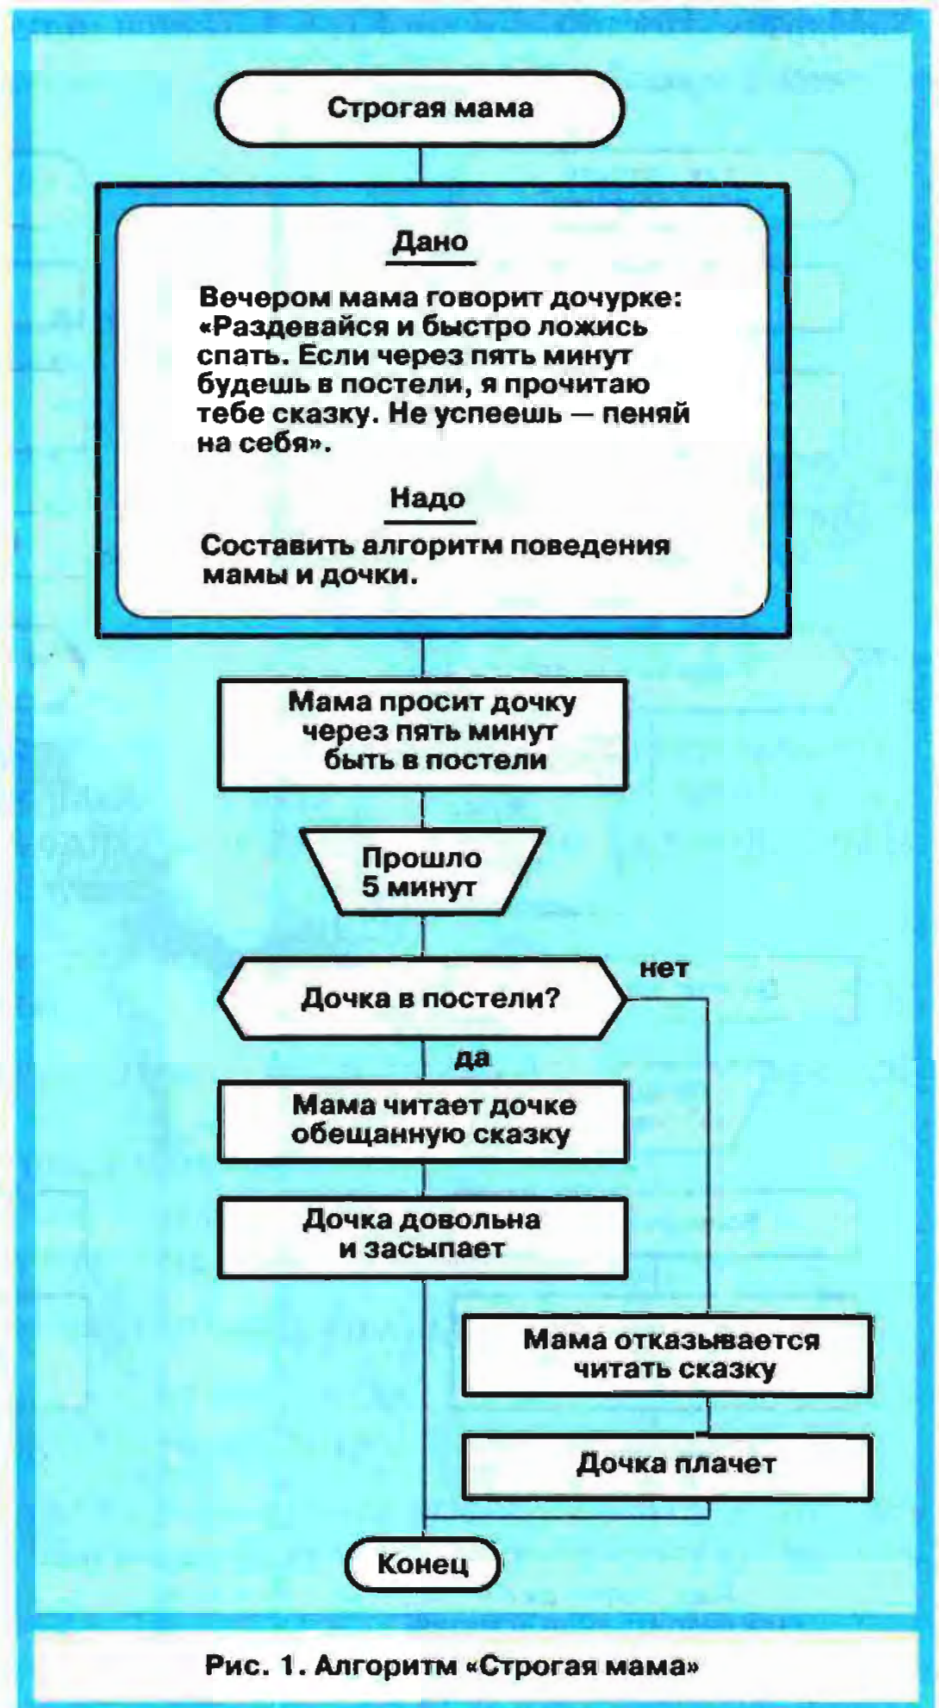 Строгая мама
Дано
Вечером мама говорит дочурке:
«Раздевайся и быстро ложись
спать. Если через пять минут
будешь в постели, я прочитаю
тебе сказку. Не успеешь — пеняй
на себя».
Надо
Составить алгоритм поведения
мамы и дочки.
Мама просит дочку
через пять минут
быть в постели
Прошло
5 минут
Дочка в постели?
нет
да
Мама читает дочке
обещанную сказку
Дочка довольна
и засыпает
Мама отказывается
читать сказку
Дочка плачет
Конец
Рис. 1. Алгоритм «Строгая мама»